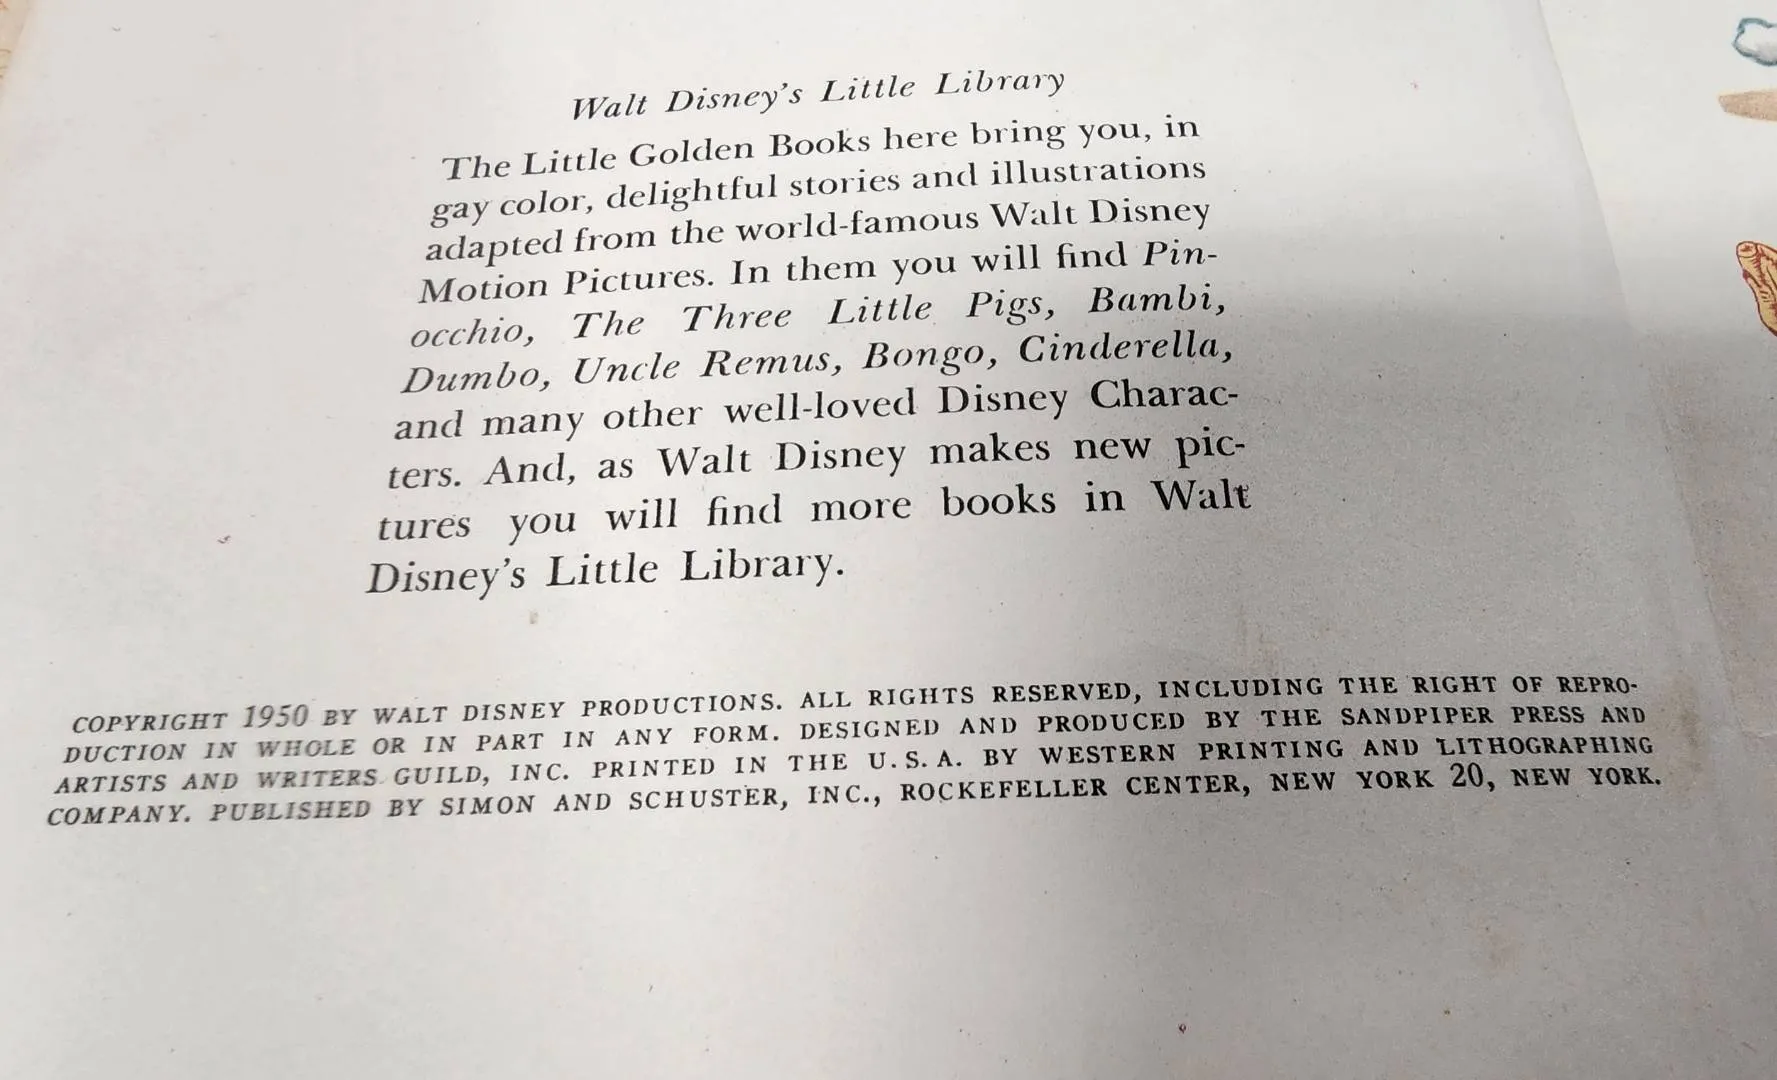 Walt Disney's Little Library
The Little Golden Books here bring you, in
gay color, delightful stories and illustrations
adapted from the world-famous Walt Disney
Motion Pictures. In them you will find Pin-
occhio, The Three Little Pigs, Bambi,
Dumbo, Uncle Remus, Bongo, Cinderella,
and many other well-loved Disney Charac-
ters. And, as Walt Disney makes new pic-
tures you will find more books in Walt
Disney's Little Library.
COPYRIGHT 1950 BY WALT DISNEY PRODUCTIONS. ALL RIGHTS RESERVED, INCLUDING THE RIGHT OF REPRO-
DUCTION IN WHOLE OR IN PART IN ANY FORM. DESIGNED AND PRODUCED BY THE SANDPIPER PRESS AND
ARTISTS AND WRITERS GUILD, INC. PRINTED IN THE U. S. A. BY WESTERN PRINTING AND LITHOGRAPHING
COMPANY. PUBLISHED BY SIMON AND SCHUSTER, INC., ROCKEFELLER CENTER, NEW YORK 20, NEW YORK.